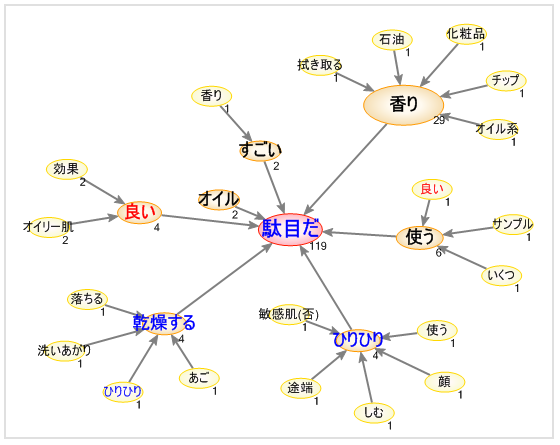 石油
1
化粧品
1
拭き取る
1
チップ
1
香り
29
オイル系
1
香り
1
すごい
2
効果
2
オイリー肌
2
良い
4
オイル
2
駄目だ
119
良い
1
使う
6
サンプル
1
いくつ
1
落ちる
1
乾燥する
4
洗いあがり
1
ひりひり
1
あご
1
敏感肌(否)
1
ひりひり
4
使う
1
途端
1
顔
1
しむ
1